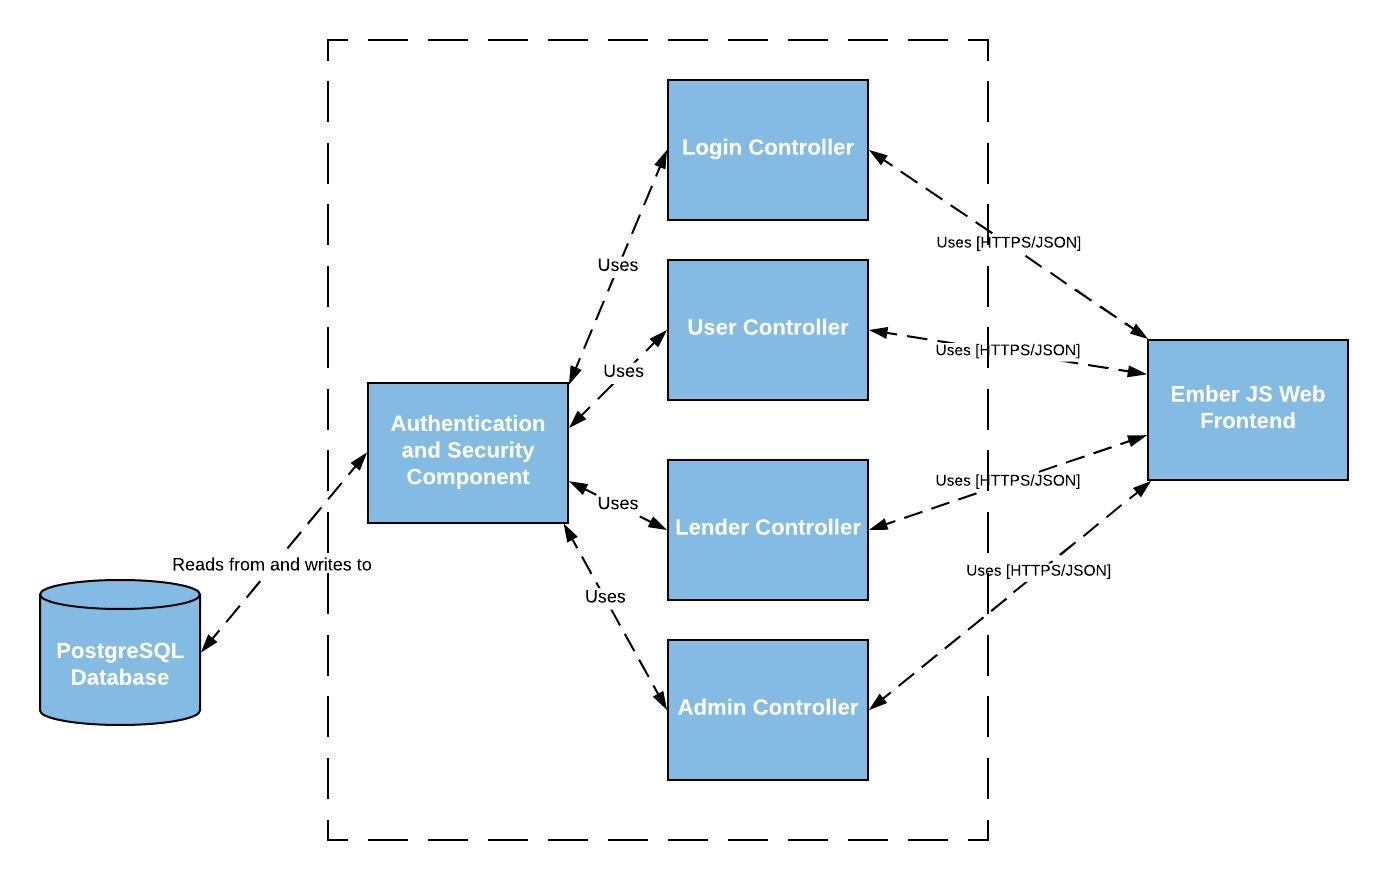 Login Controller
Uses [HTTPS/JSON]
Uses
User Controller
Uses [HTTPS/JSON]
Uses
Ember JS Web
Frontend
Authentication
and Security
Component
Uses [HTTPS/JSON]
Uses
Lender Controller
Reads from and writes to
Uses [HTTPS/JSON]
Uses
PostgreSQL
Database
Admin Controller